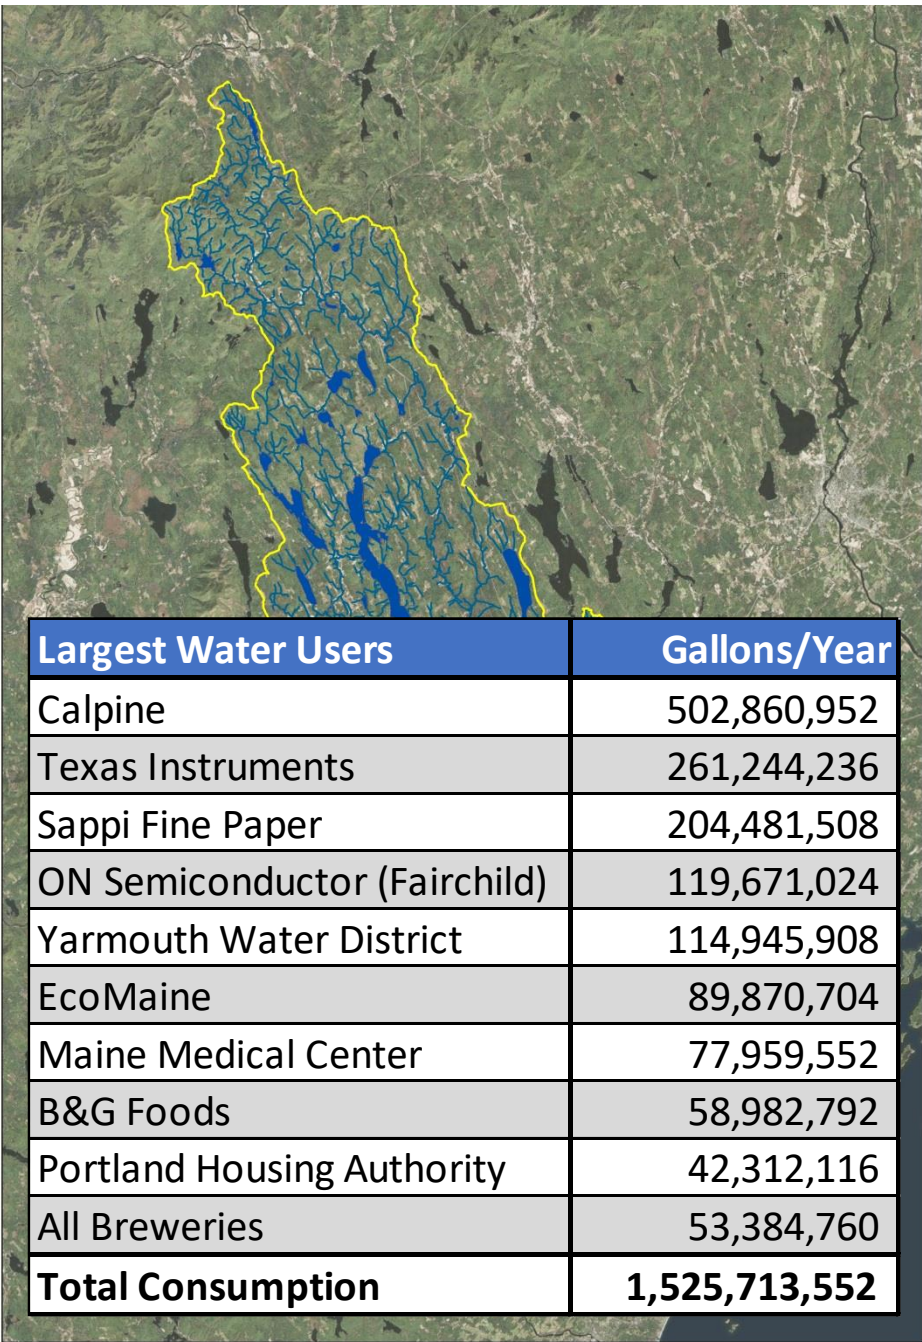 Largest Water Users Gallons/Year
Calpine 502,860,952
Texas Instruments 261,244,236
Sappi Fine Paper 204,481,508
ON Semiconductor (Fairchild) 119,671,024
Yarmouth Water District 114,945,908
EcoMaine 89,870,704
Maine Medical Center 77,959,552
B&G Foods 58,982,792
Portland Housing Authority 42,312,116
All Breweries 53,384,760
Total Consumption 1,525,713,552